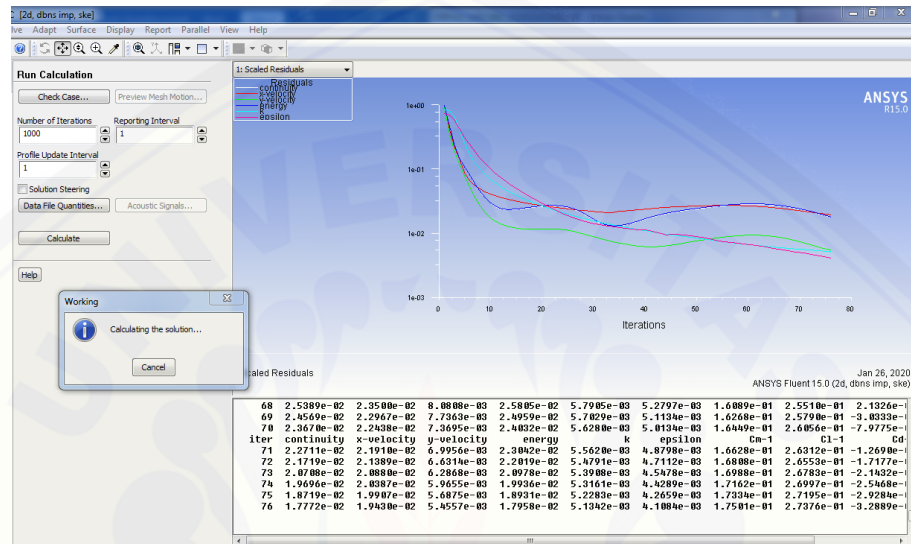 [2d, dbns imp, ske]
lve Adapt Surface Display Report Parallel View Help
Run Calculation
Check Case... Preview Mesh Motion...
Number of Iterations Reporting Interval
1000 1
Profile Update Interval
1
Solution Steering
Data File Quantities... Acoustic Signals...
Calculate
Help
Working
Calculating the solution...
Cancel
1: Scaled Residuals
Residuals
continuity
x-velocity
y-velocity
energy
k
epsilon
ANSYS
R15.0
1e+00
1e-01
1e-02
1e-03
0 10 20 30 40 50 60 70 80
Iterations
caled Residuals
Jan 26, 2020
ANSYS Fluent 15.0 (2d, dbns imp, ske)
68 2.5389e-02 2.3500e-02 8.0808e-03 2.5805e-02 5.7905e-03 5.2797e-03 1.6089e-01 2.5510e-01 2.1326e-
69 2.4569e-02 2.2967e-02 7.7363e-03 2.4959e-02 5.7029e-03 5.1134e-03 1.6268e-01 2.5790e-01 -3.0333e-
70 2.3670e-02 2.2438e-02 7.3695e-03 2.4032e-02 5.6280e-03 5.0134e-03 1.6449e-01 2.6056e-01 -7.9775e-
iter continuity x-velocity y-velocity energy k epsilon Cm-1 Cl-1 Cd-
71 2.2711e-02 2.1910e-02 6.9956e-03 2.3042e-02 5.5620e-03 4.8798e-03 1.6628e-01 2.6312e-01 -1.2690e-
72 2.1719e-02 2.1389e-02 6.6314e-03 2.2019e-02 5.4791e-03 4.7112e-03 1.6808e-01 2.6553e-01 -1.7177e-
73 2.0708e-02 2.0880e-02 6.2868e-03 2.0978e-02 5.3908e-03 4.5478e-03 1.6988e-01 2.6783e-01 -2.1432e-
74 1.9696e-02 2.0387e-02 5.9655e-03 1.9936e-02 5.3161e-03 4.4289e-03 1.7162e-01 2.6997e-01 -2.5468e-
75 1.8719e-02 1.9907e-02 5.6875e-03 1.8931e-02 5.2283e-03 4.2659e-03 1.7334e-01 2.7195e-01 -2.9284e-
76 1.7772e-02 1.9430e-02 5.4557e-03 1.7958e-02 5.1342e-03 4.1084e-03 1.7501e-01 2.7376e-01 -3.2889e-